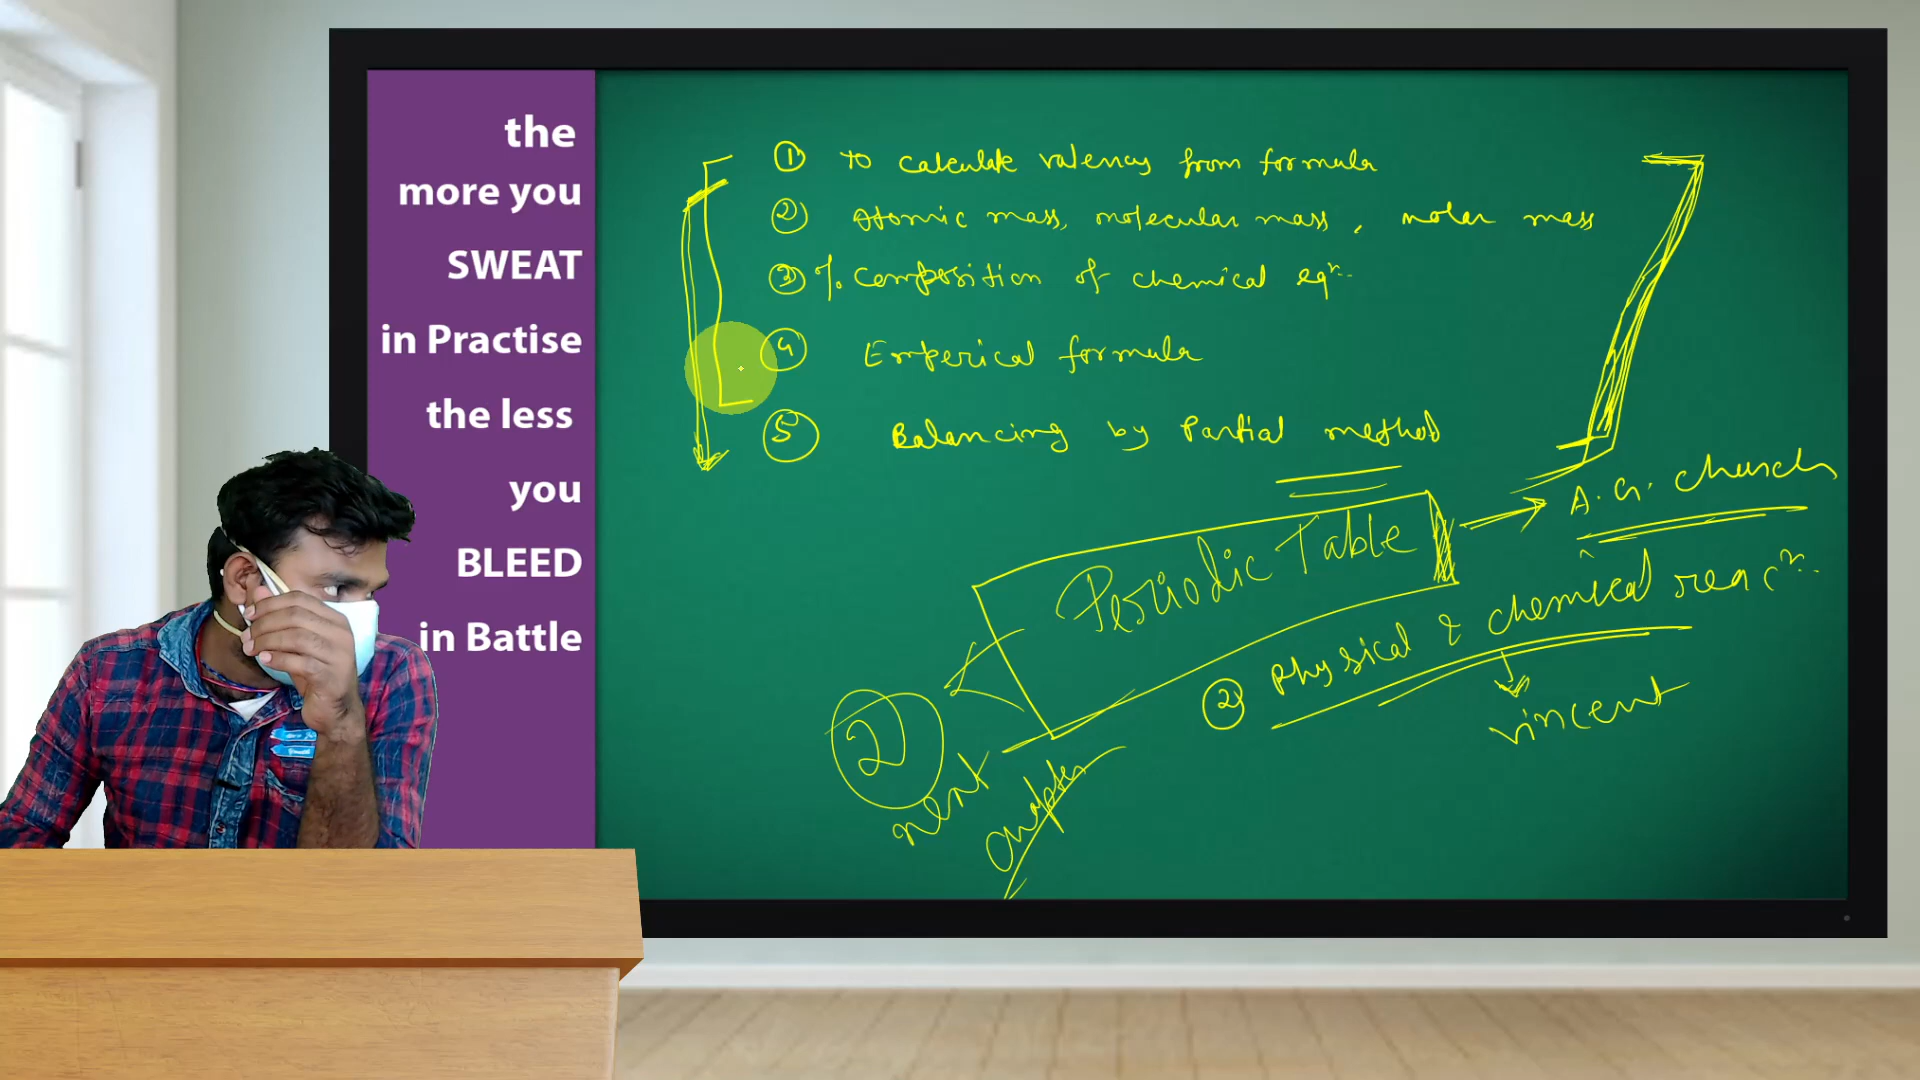 the
more you
SWEAT
in Practise
the less
you
BLEED
in Battle
① to calculate valency from formula
② Atomic mass, molecular mass, molar mass
③ % composition of chemical eqn..
④ Emperical formula
⑤ Balancing by Partial method
Periodic Table → A.G. church
② Physical & chemical reacn..
vincent
2
next
chapter